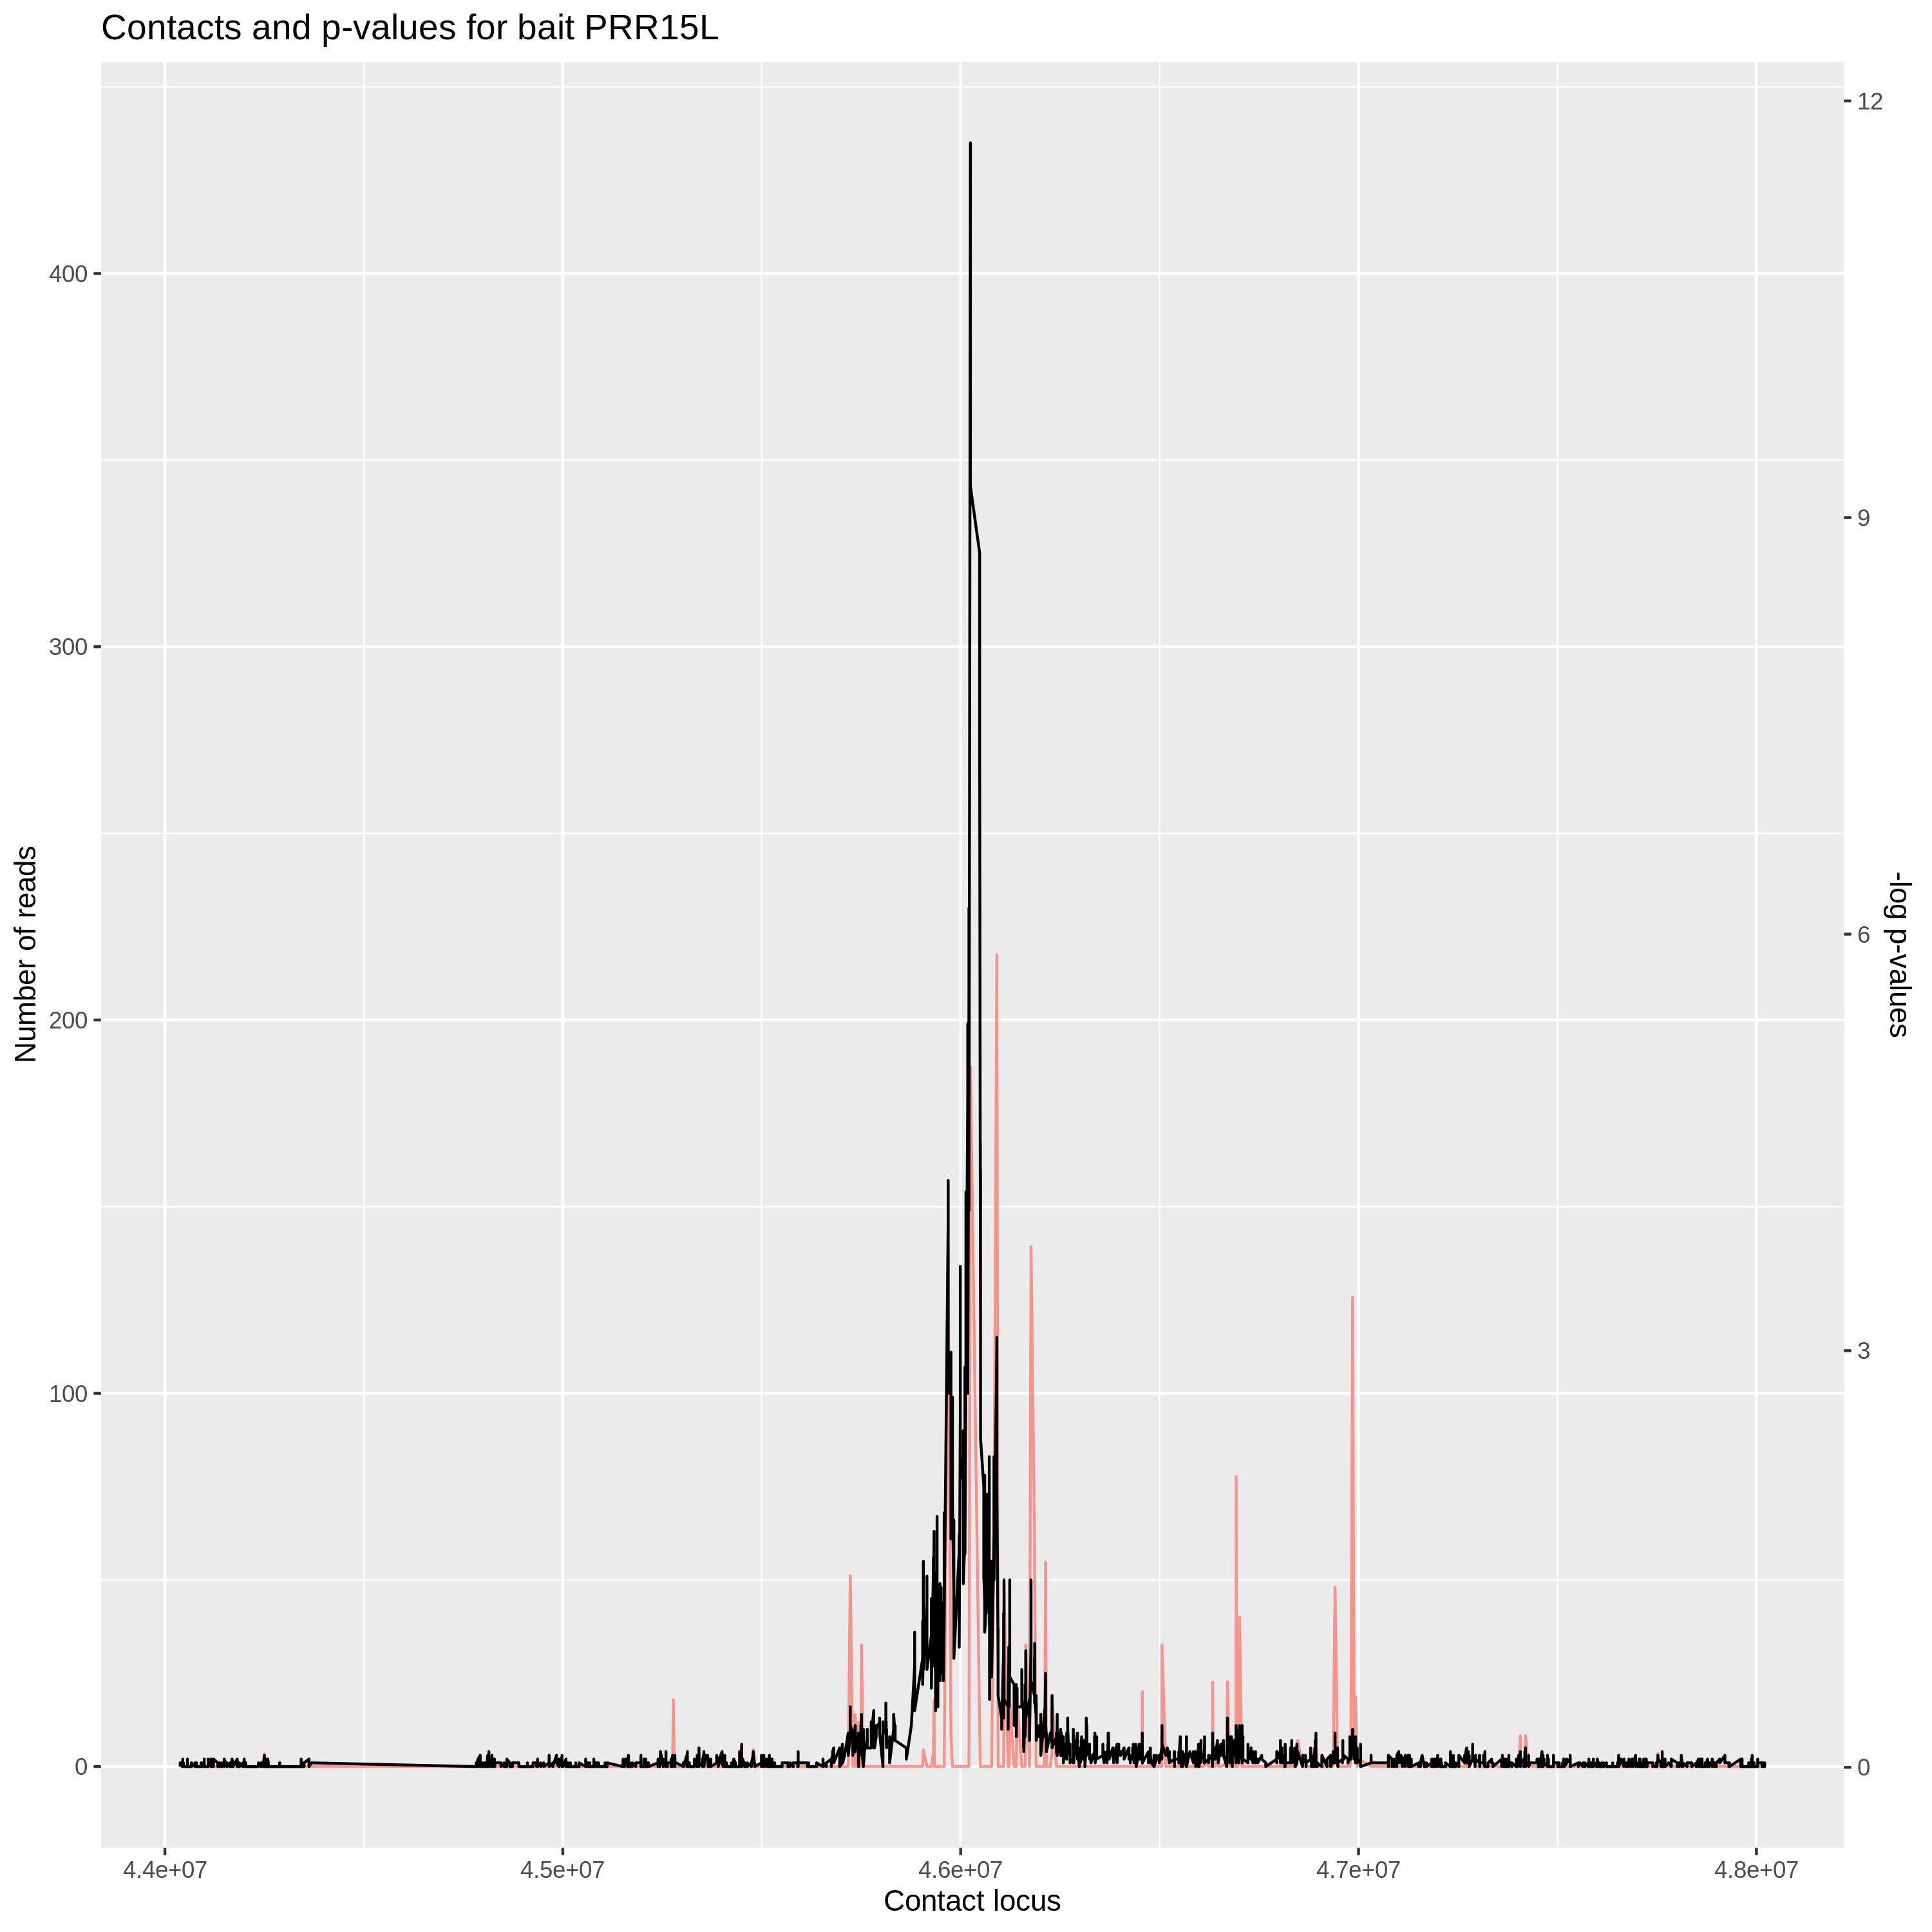 Contacts and p-values for bait PRR15L
Number of reads
400
300
200
100
0
12
9
6
3
0
-log p-values
4.4e+07
4.5e+07
4.6e+07
4.7e+07
4.8e+07
Contact locus